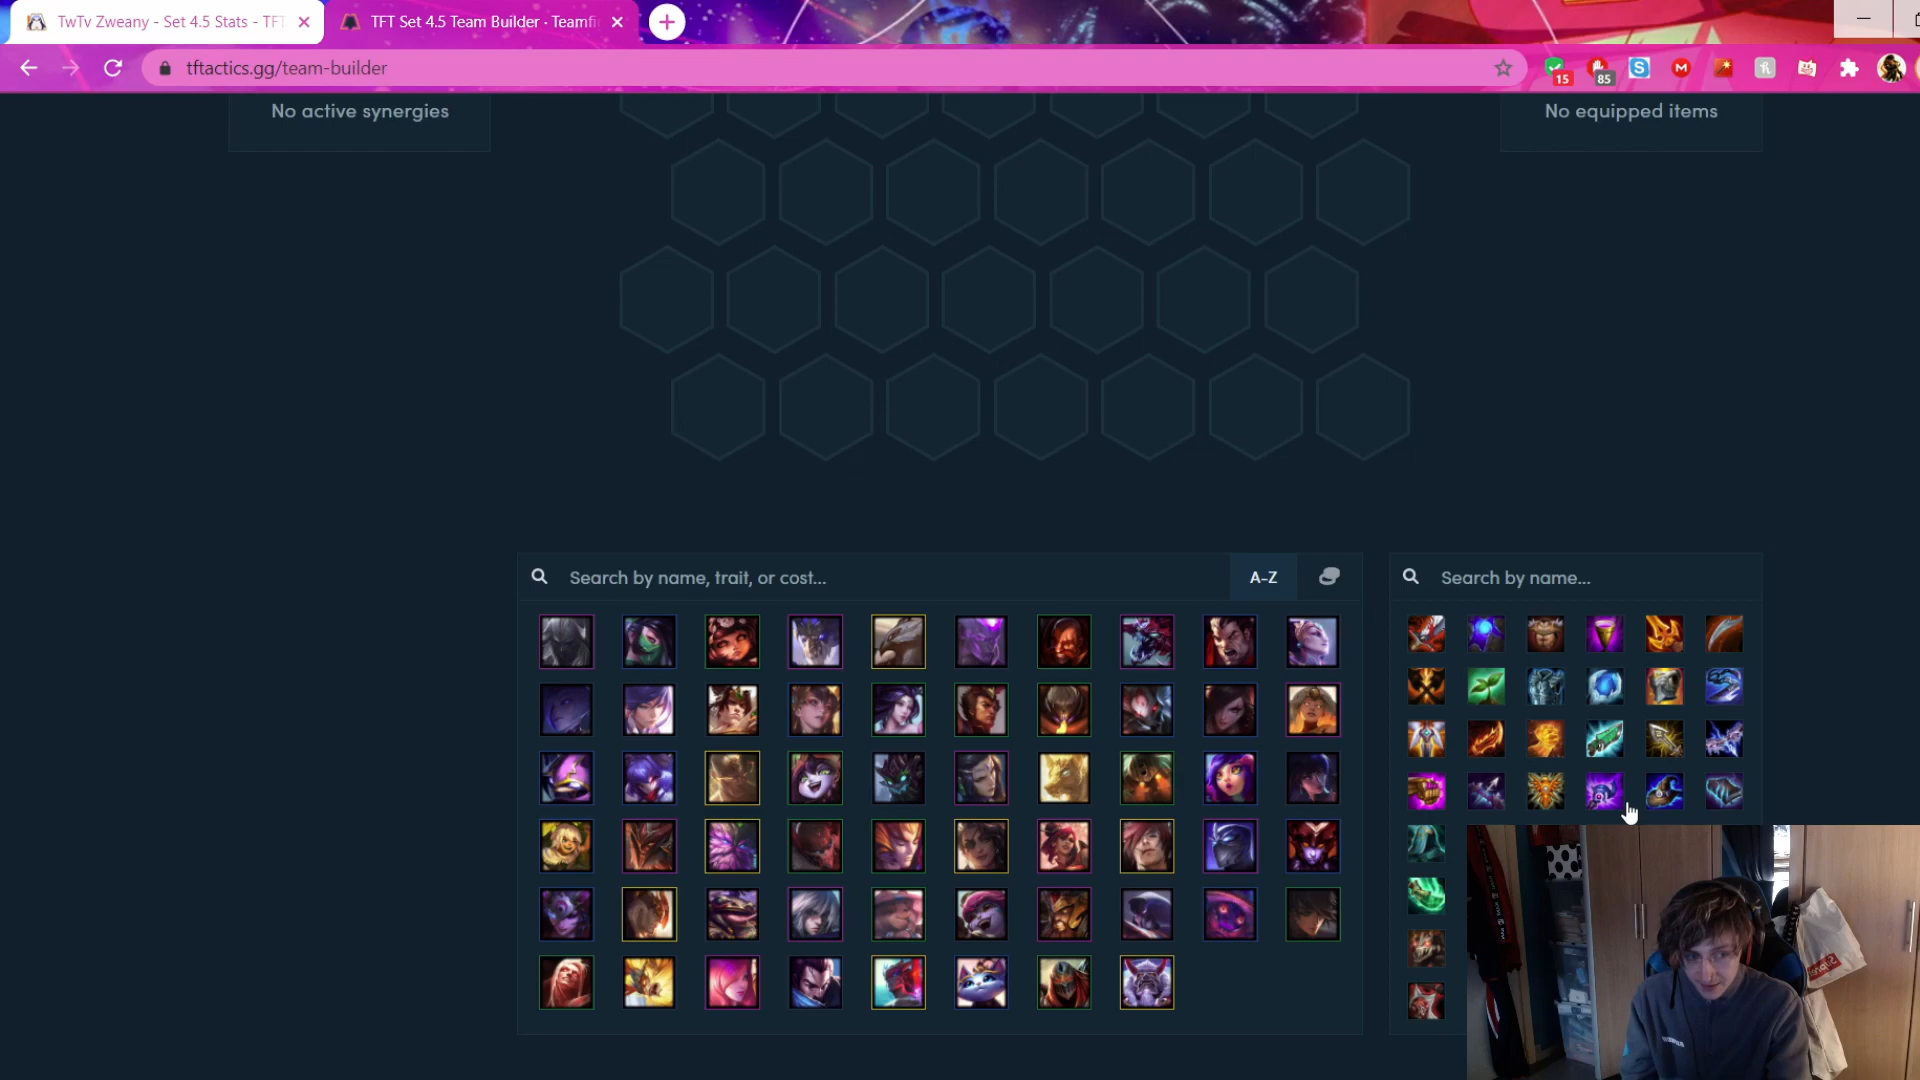 TwTv Zweany - Set 4.5 Stats - TFT
TFT Set 4.5 Team Builder - Teamfi
tftactics.gg/team-builder
15
85
No active synergies
No equipped items
Search by name, trait, or cost...
A-Z
Search by name...